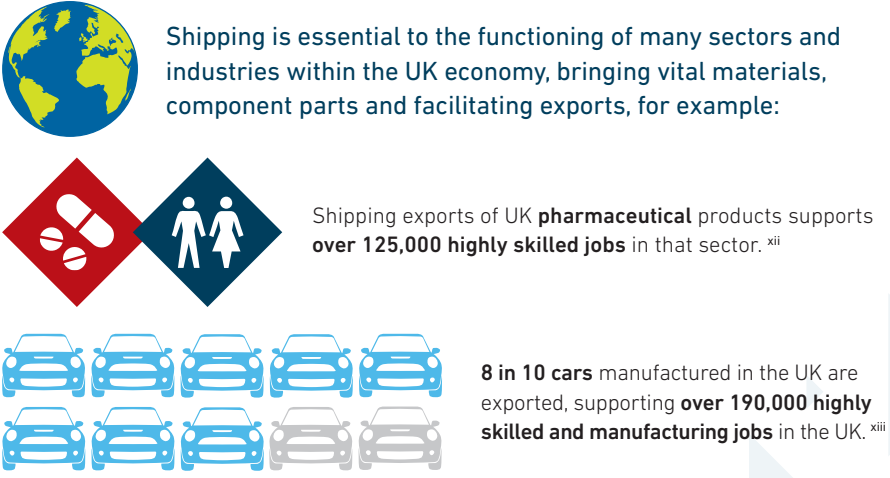 Shipping is essential to the functioning of many sectors and
industries within the UK economy, bringing vital materials,
component parts and facilitating exports, for example:
Shipping exports of UK pharmaceutical products supports
over 125,000 highly skilled jobs in that sector. xii
8 in 10 cars manufactured in the UK are
exported, supporting over 190,000 highly
skilled and manufacturing jobs in the UK. xiii